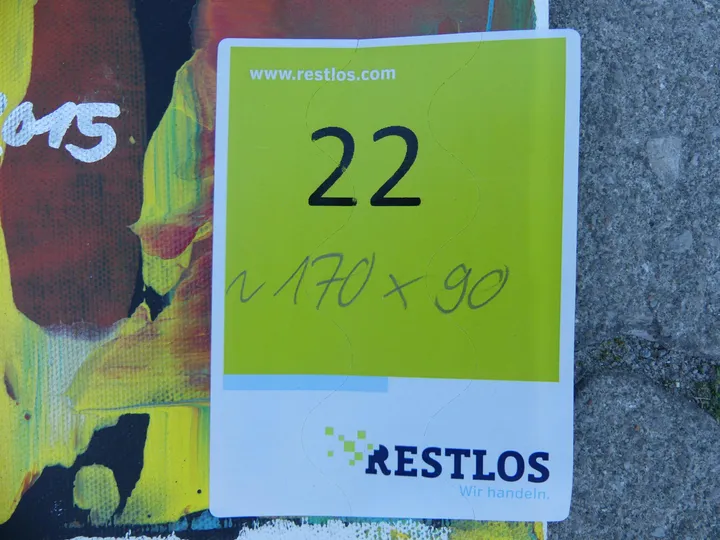 2015
www.restlos.com
22
~ 170 x 90
RESTLOS
Wir handeln.